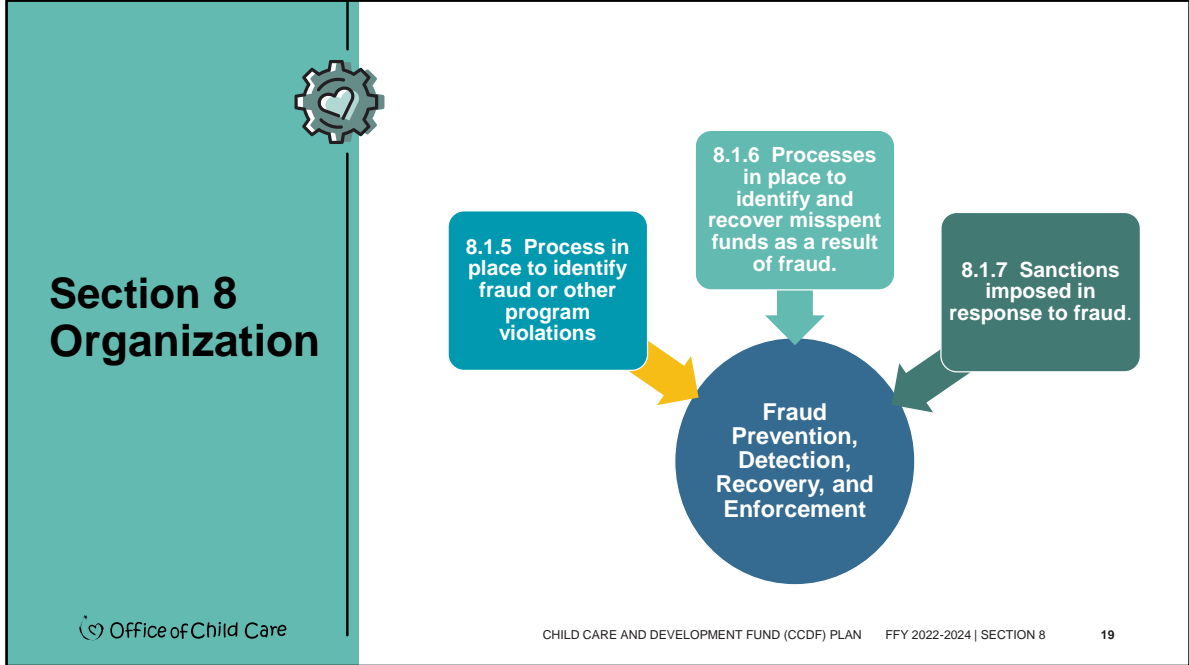 Section 8
Organization
8.1.5 Process in
place to identify
fraud or other
program
violations
8.1.6 Processes
in place to
identify and
recover misspent
funds as a result
of fraud.
8.1.7 Sanctions
imposed in
response to fraud.
Fraud
Prevention,
Detection,
Recovery, and
Enforcement
Office of Child Care
CHILD CARE AND DEVELOPMENT FUND (CCDF) PLAN FFY 2022-2024 | SECTION 8 19